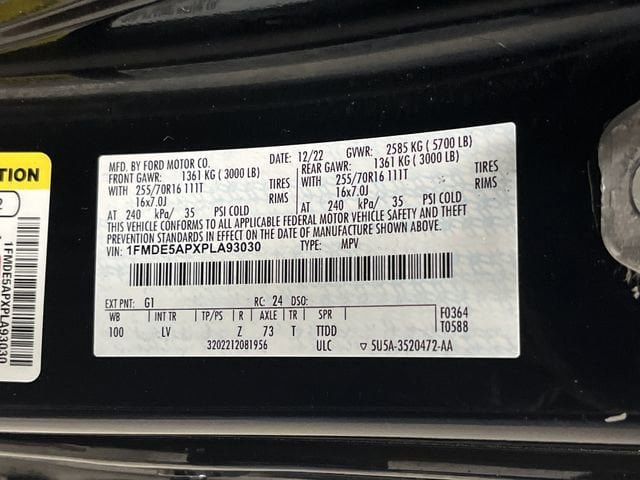 TION
2
1FMDE5APXPLA93030
MFD. BY FORD MOTOR CO. DATE: 12/22 GVWR: 2585 KG ( 5700 LB)
FRONT GAWR: 1361 KG ( 3000 LB) REAR GAWR: 1361 KG ( 3000 LB)
WITH 255/70R16 111T TIRES WITH 255/70R16 111T TIRES
16x7.0J RIMS 16x7.0J RIMS
AT 240 kPa/ 35 PSI COLD AT 240 kPa/ 35 PSI COLD
THIS VEHICLE CONFORMS TO ALL APPLICABLE FEDERAL MOTOR VEHICLE SAFETY AND THEFT
PREVENTION STANDARDS IN EFFECT ON THE DATE OF MANUFACTURE SHOWN ABOVE.
VIN: 1FMDE5APXPLA93030 TYPE: MPV
EXT PNT: G1 RC: 24 DSO:
WB INT TR TP/PS R AXLE TR SPR F0364
100 LV Z 73 T TTDD T0588
3202212081956 ULC ▽ 5U5A-3520472-AA